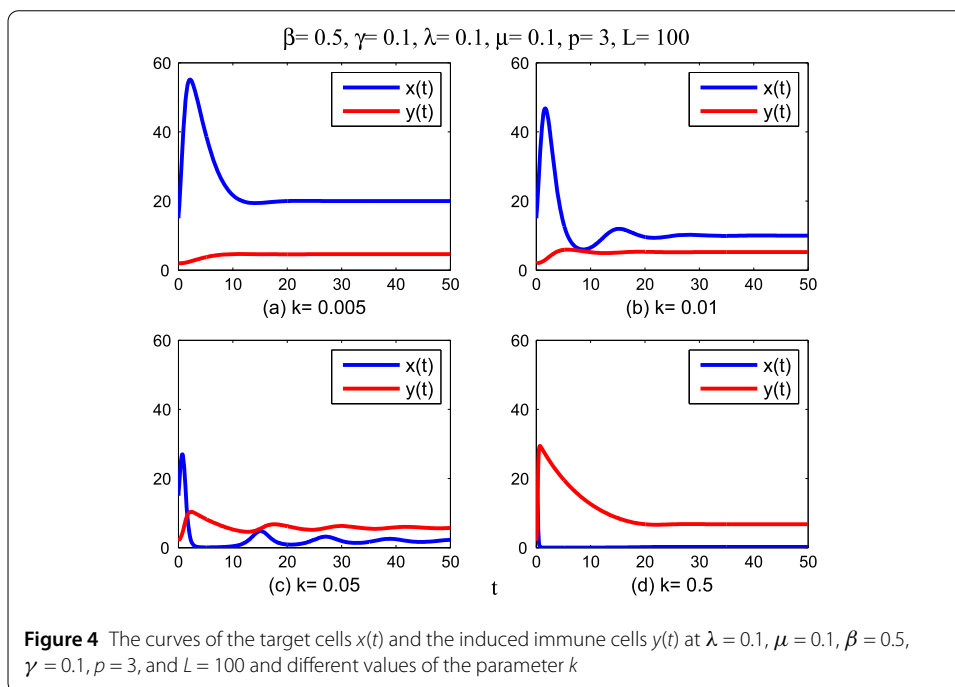 β= 0.5, γ= 0.1, λ= 0.1, μ= 0.1, p= 3, L= 100
60
40
20
0
0 10 20 30 40 50
x(t)
y(t)
(a) k= 0.005
60
40
20
0
0 10 20 30 40 50
x(t)
y(t)
(b) k= 0.01
60
40
20
0
0 10 20 30 40 50
x(t)
y(t)
(c) k= 0.05
60
40
20
0
0 10 20 30 40 50
x(t)
y(t)
(d) k= 0.5
t
Figure 4 The curves of the target cells x(t) and the induced immune cells y(t) at λ = 0.1, μ = 0.1, β = 0.5,
γ = 0.1, p = 3, and L = 100 and different values of the parameter k